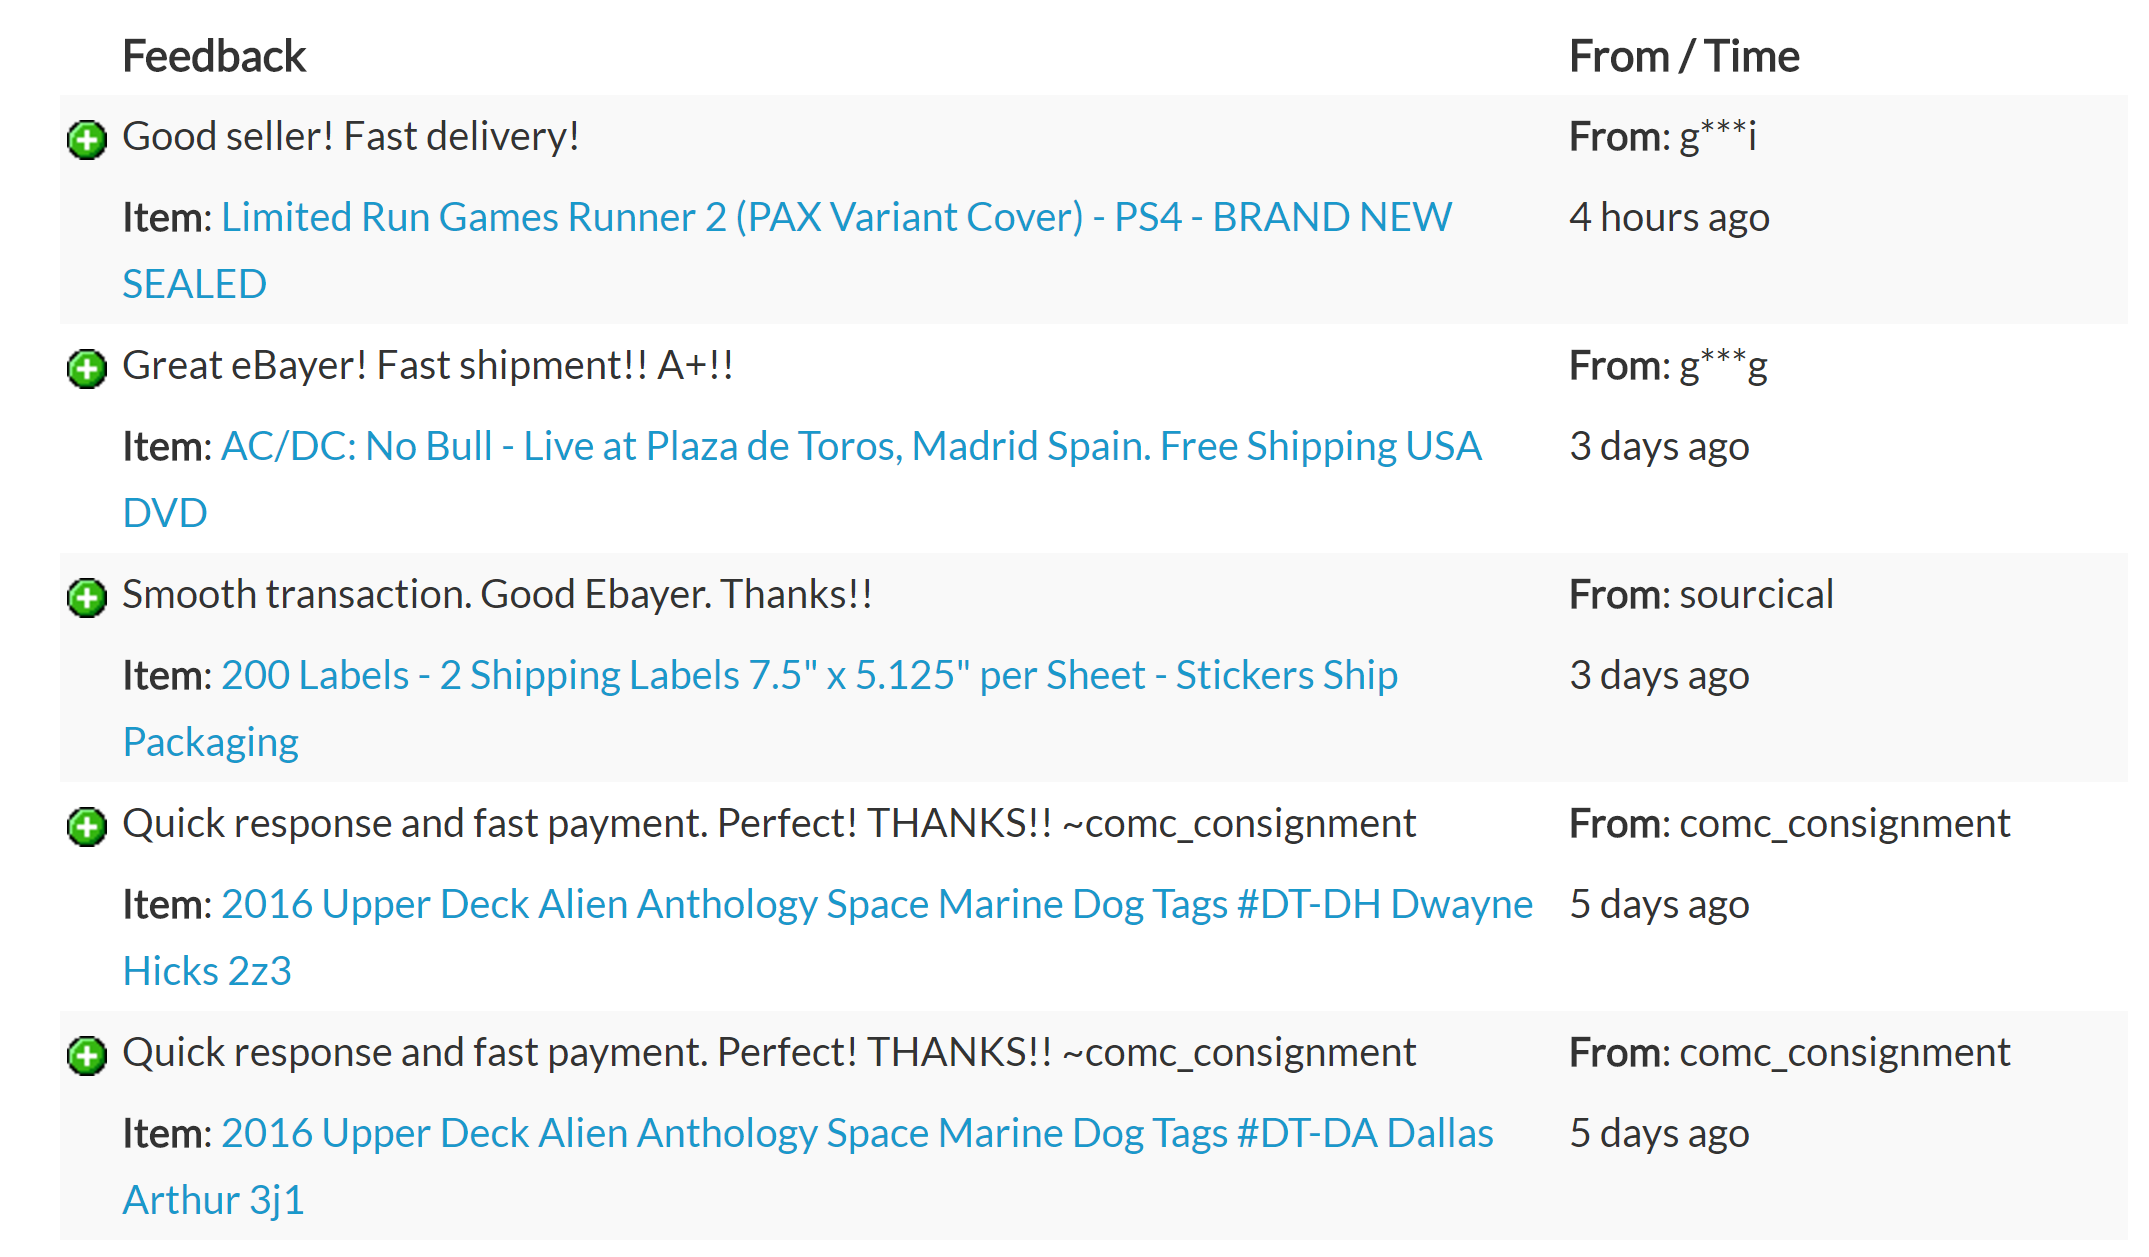 Feedback From / Time
Good seller! Fast delivery! From: g***i
Item: Limited Run Games Runner 2 (PAX Variant Cover) - PS4 - BRAND NEW 4 hours ago
SEALED
Great eBayer! Fast shipment!! A+!! From: g***g
Item: AC/DC: No Bull - Live at Plaza de Toros, Madrid Spain. Free Shipping USA 3 days ago
DVD
Smooth transaction. Good Ebayer. Thanks!! From: sourcical
Item: 200 Labels - 2 Shipping Labels 7.5" x 5.125" per Sheet - Stickers Ship 3 days ago
Packaging
Quick response and fast payment. Perfect! THANKS!! ~comc_consignment From: comc_consignment
Item: 2016 Upper Deck Alien Anthology Space Marine Dog Tags #DT-DH Dwayne 5 days ago
Hicks 2z3
Quick response and fast payment. Perfect! THANKS!! ~comc_consignment From: comc_consignment
Item: 2016 Upper Deck Alien Anthology Space Marine Dog Tags #DT-DA Dallas 5 days ago
Arthur 3j1